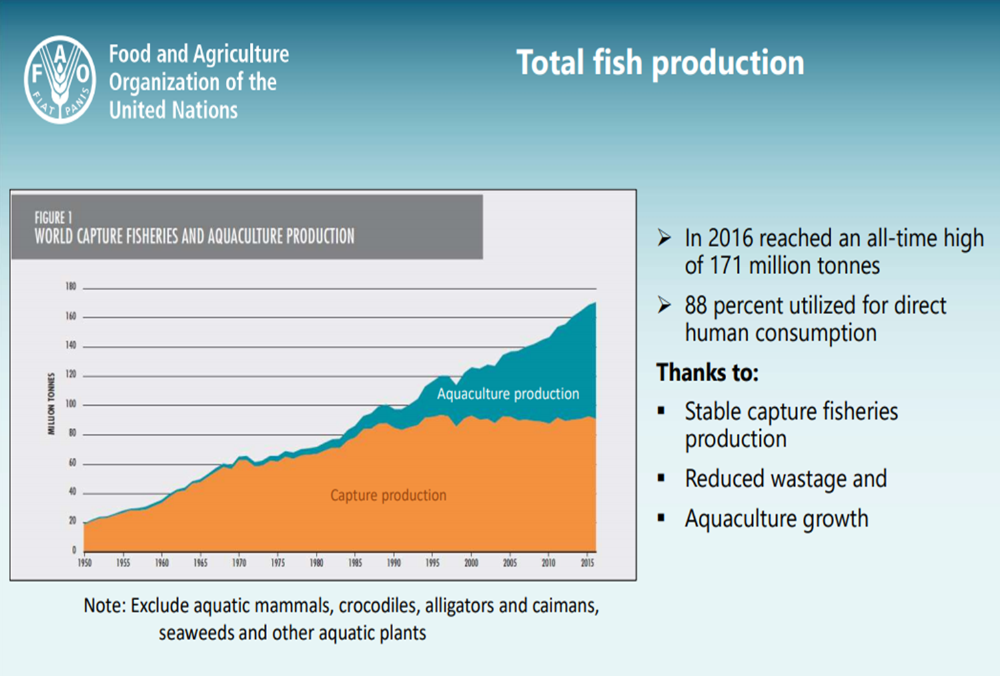 FAO
FIAT PANIS
Food and Agriculture
Organization of the
United Nations
Total fish production
FIGURE 1
WORLD CAPTURE FISHERIES AND AQUACULTURE PRODUCTION
MILLION TONNES
180
160
140
120
100
80
60
40
20
0
Aquaculture production
Capture production
1950 1955 1960 1965 1970 1975 1980 1985 1990 1995 2000 2005 2010 2015
Note: Exclude aquatic mammals, crocodiles, alligators and caimans,
seaweeds and other aquatic plants
➢ In 2016 reached an all-time high
of 171 million tonnes
➢ 88 percent utilized for direct
human consumption
Thanks to:
▪ Stable capture fisheries
production
▪ Reduced wastage and
▪ Aquaculture growth